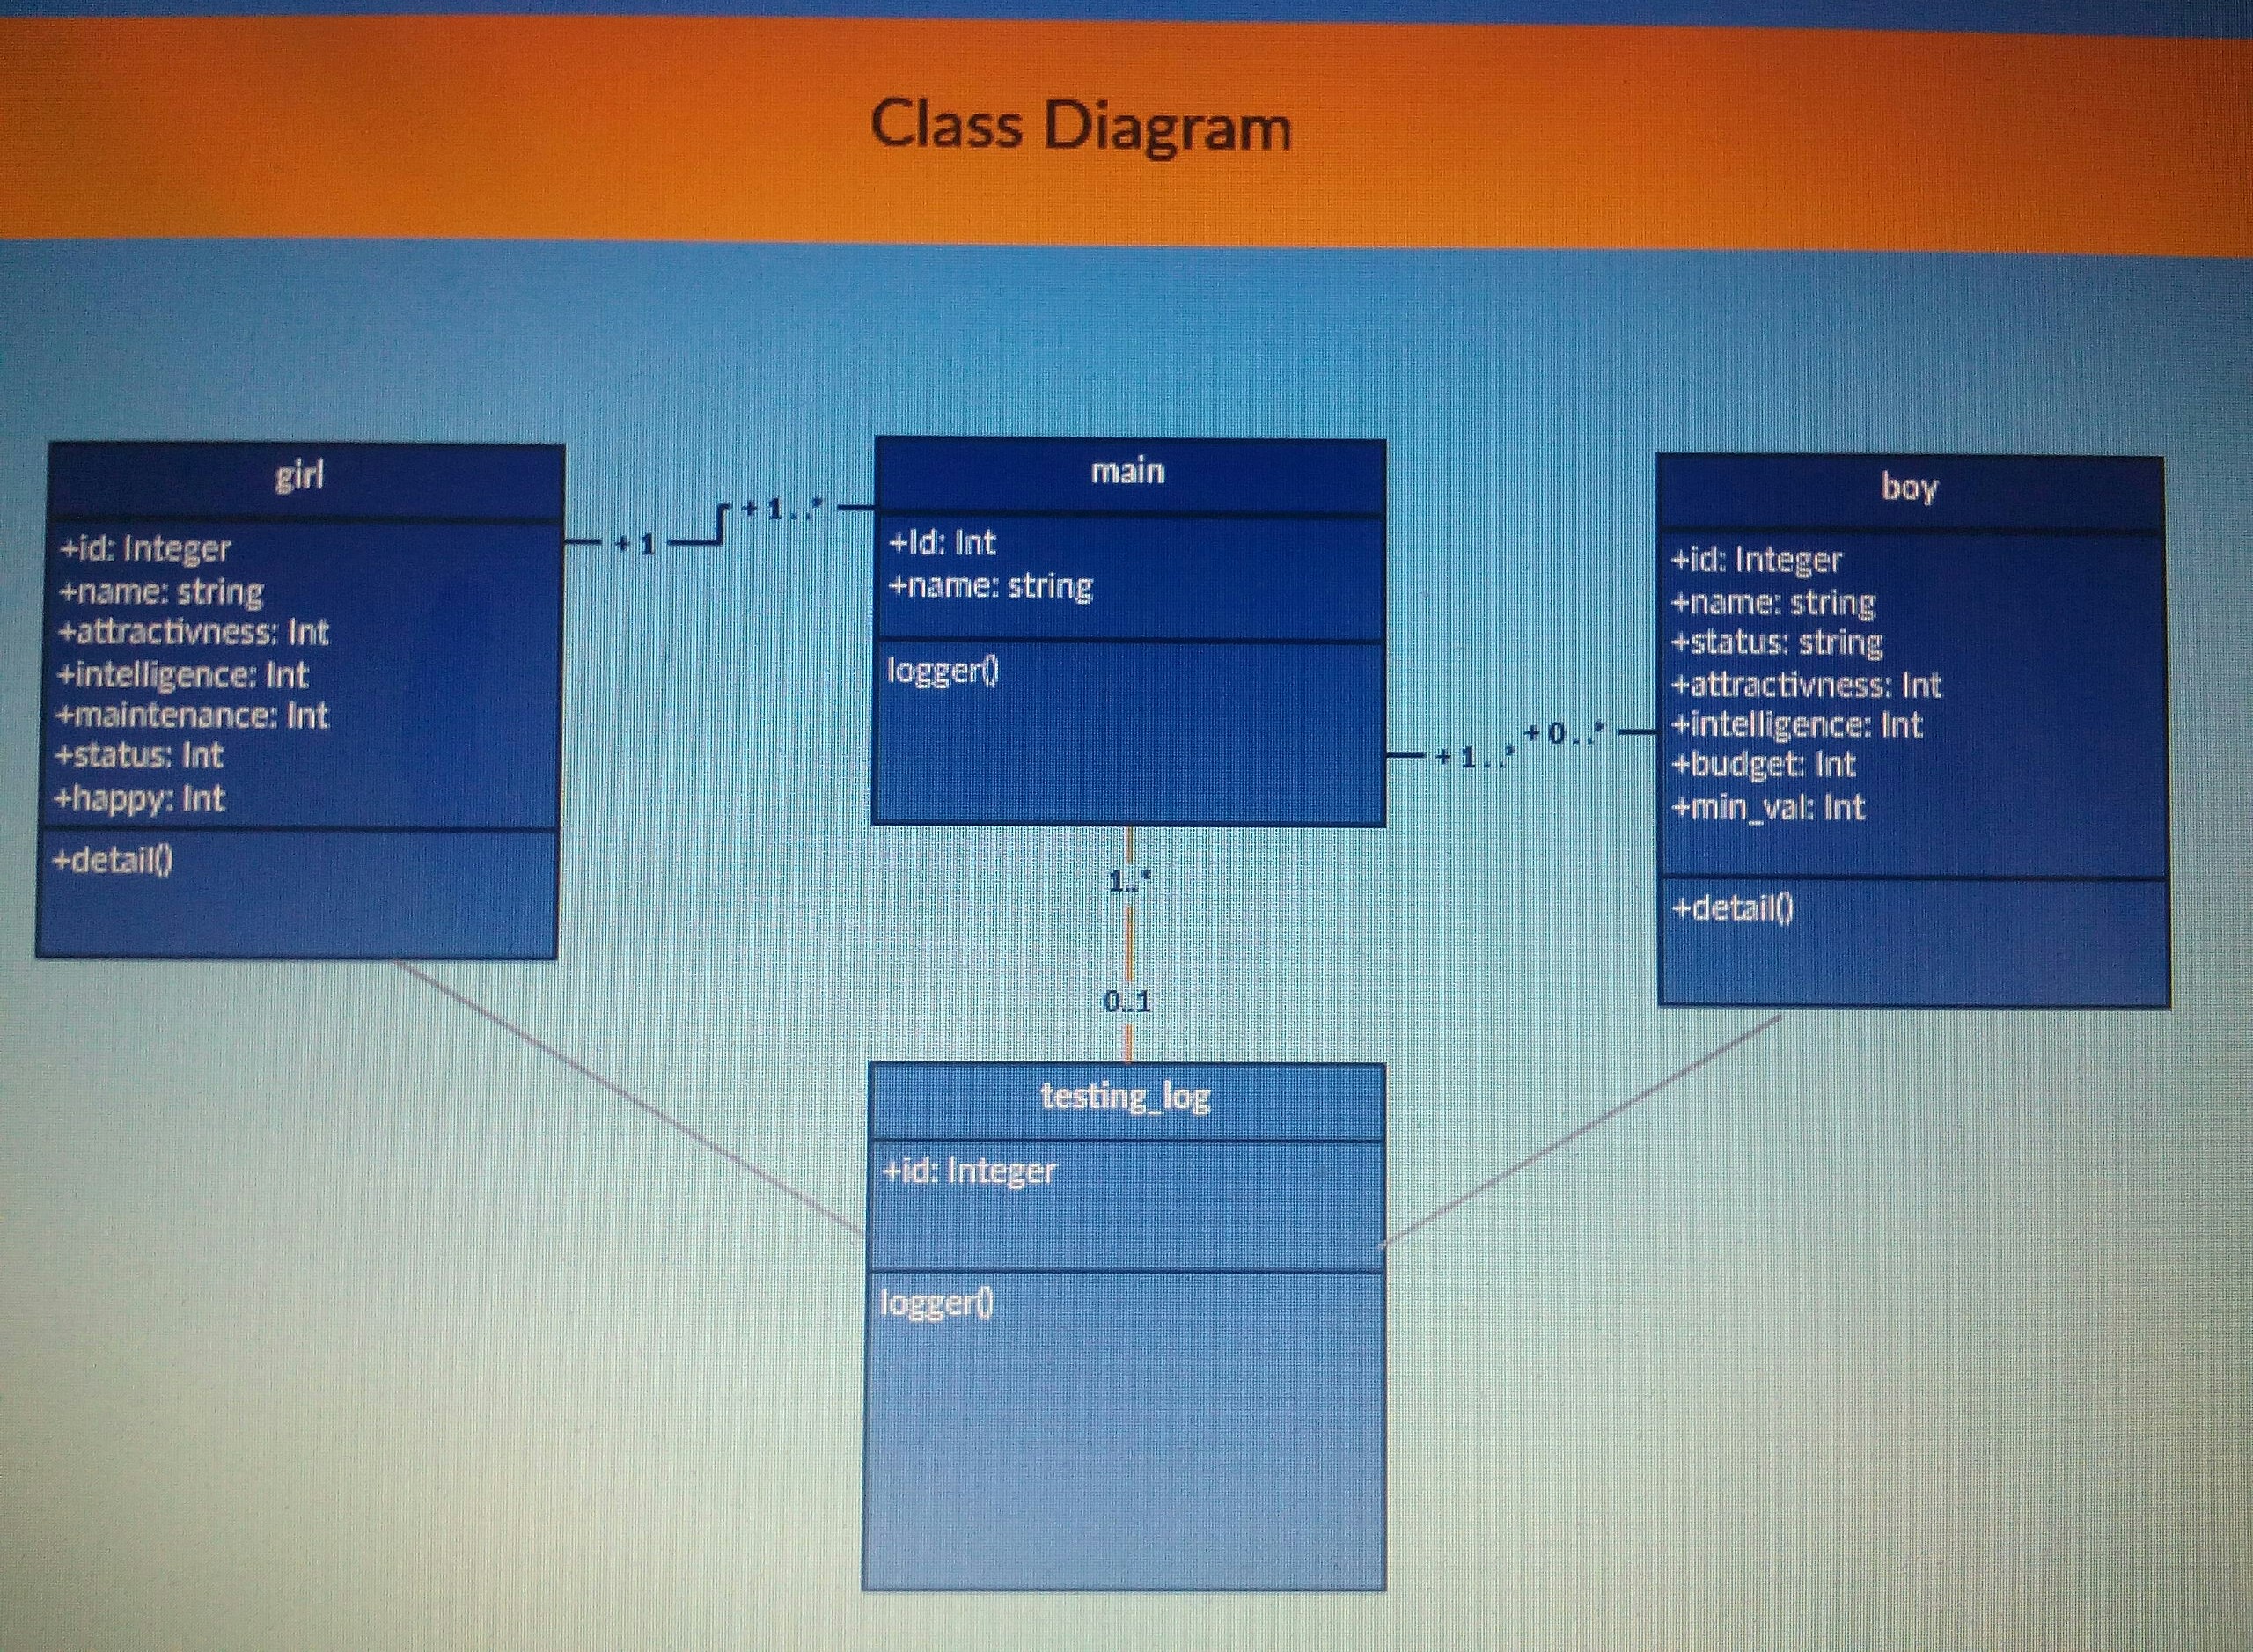 Class Diagram
girl
+id: Integer
+name: string
+attractivness: Int
+intelligence: Int
+maintenance: Int
+status: Int
+happy: Int
+detail()
+1
+1..*
main
+Id: Int
+name: string
logger()
+1..*
+0..*
boy
+id: Integer
+name: string
+status: string
+attractivness: Int
+intelligence: Int
+budget: Int
+min_val: Int
+detail()
1..*
0..1
testing_log
+id: Integer
logger()